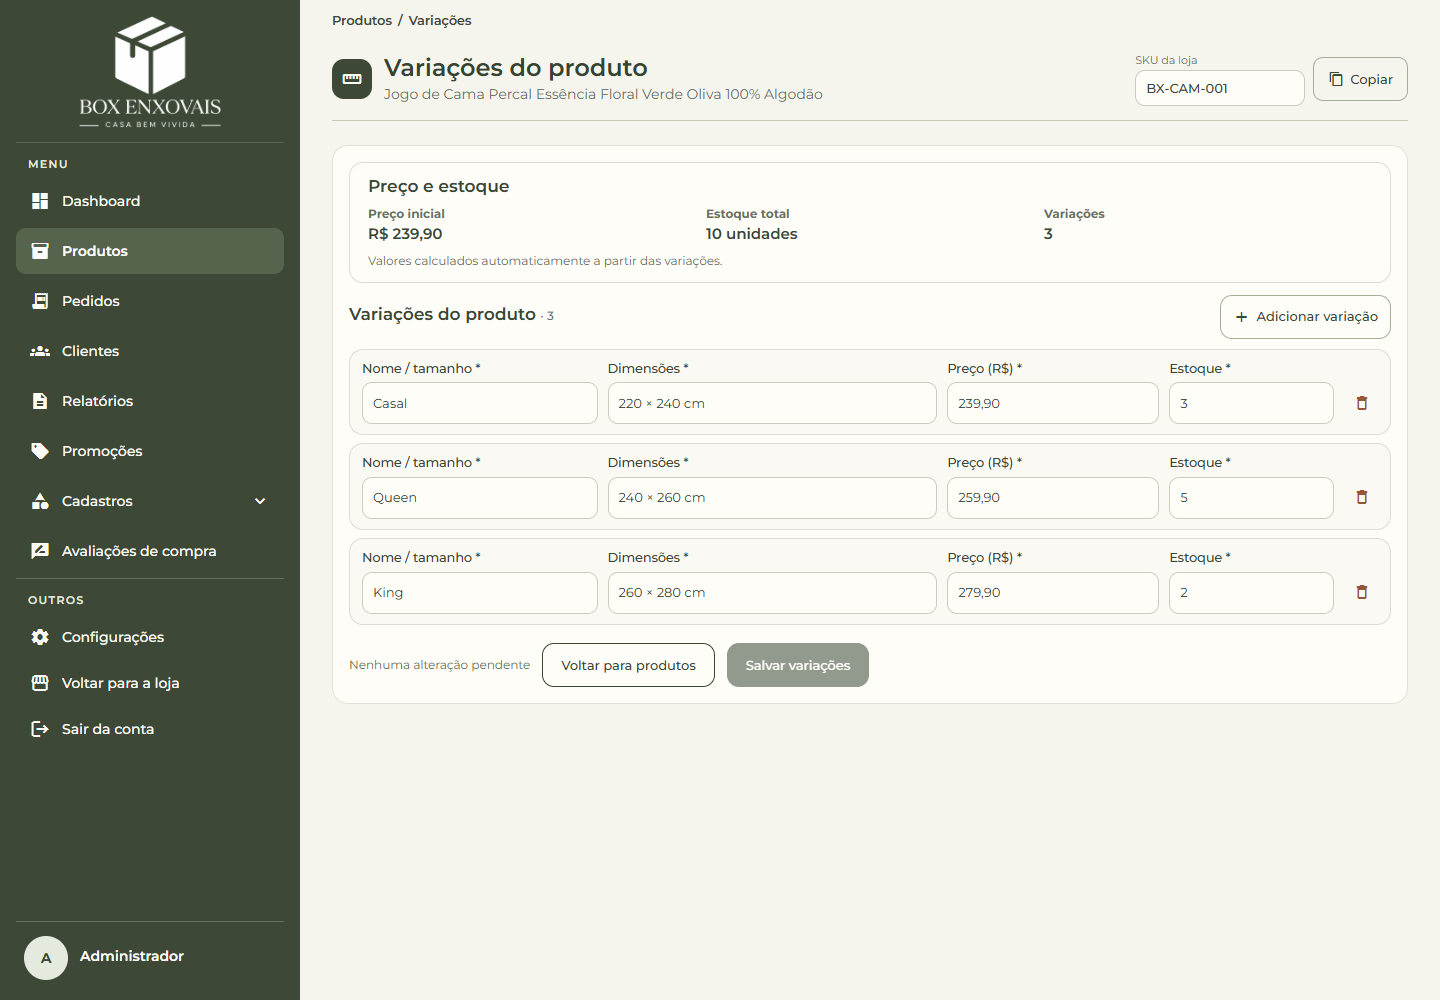 BOX ENXOVAIS
CASA BEM VIVIDA
MENU
Dashboard
Produtos
Pedidos
Clientes
Relatórios
Promoções
Cadastros
Avaliações de compra
OUTROS
Configurações
Voltar para a loja
Sair da conta
A Administrador
Produtos / Variações
Variações do produto
Jogo de Cama Percal Essência Floral Verde Oliva 100% Algodão
SKU da loja
BX-CAM-001
Copiar
Preço e estoque
Preço inicial Estoque total Variações
R$ 239,90 10 unidades 3
Valores calculados automaticamente a partir das variações.
Variações do produto · 3
+ Adicionar variação
Nome / tamanho * Dimensões * Preço (R$) * Estoque *
Casal 220 × 240 cm 239,90 3
Nome / tamanho * Dimensões * Preço (R$) * Estoque *
Queen 240 × 260 cm 259,90 5
Nome / tamanho * Dimensões * Preço (R$) * Estoque *
King 260 × 280 cm 279,90 2
Nenhuma alteração pendente Voltar para produtos Salvar variações